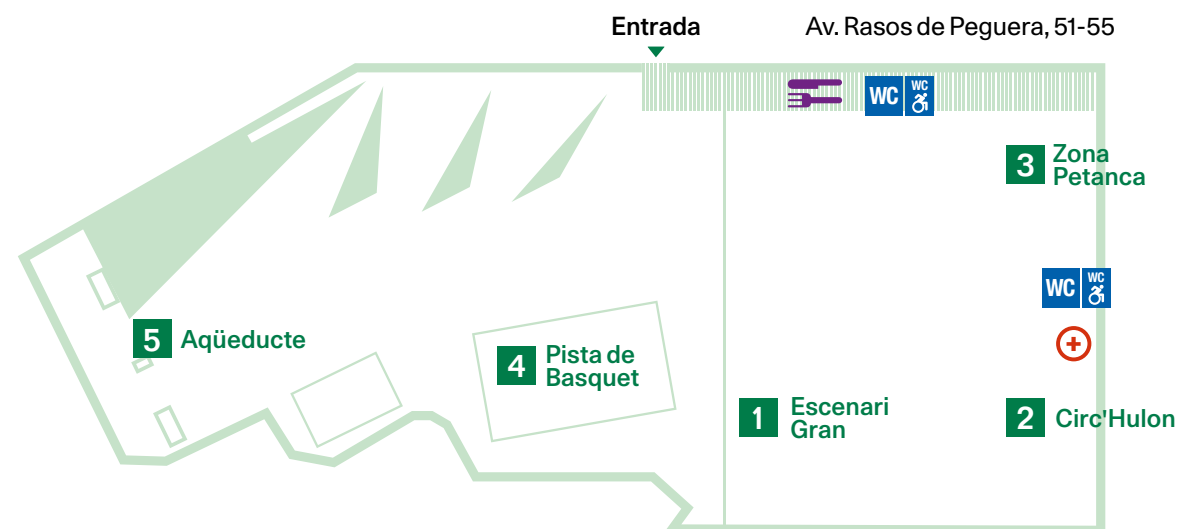 Entrada
Av. Rasos de Peguera, 51-55
WC WC
3 Zona
Petanca
WC WC
5 Aqüeducte
4 Pista de
Basquet
1 Escenari
Gran
2 Circ'Hulon